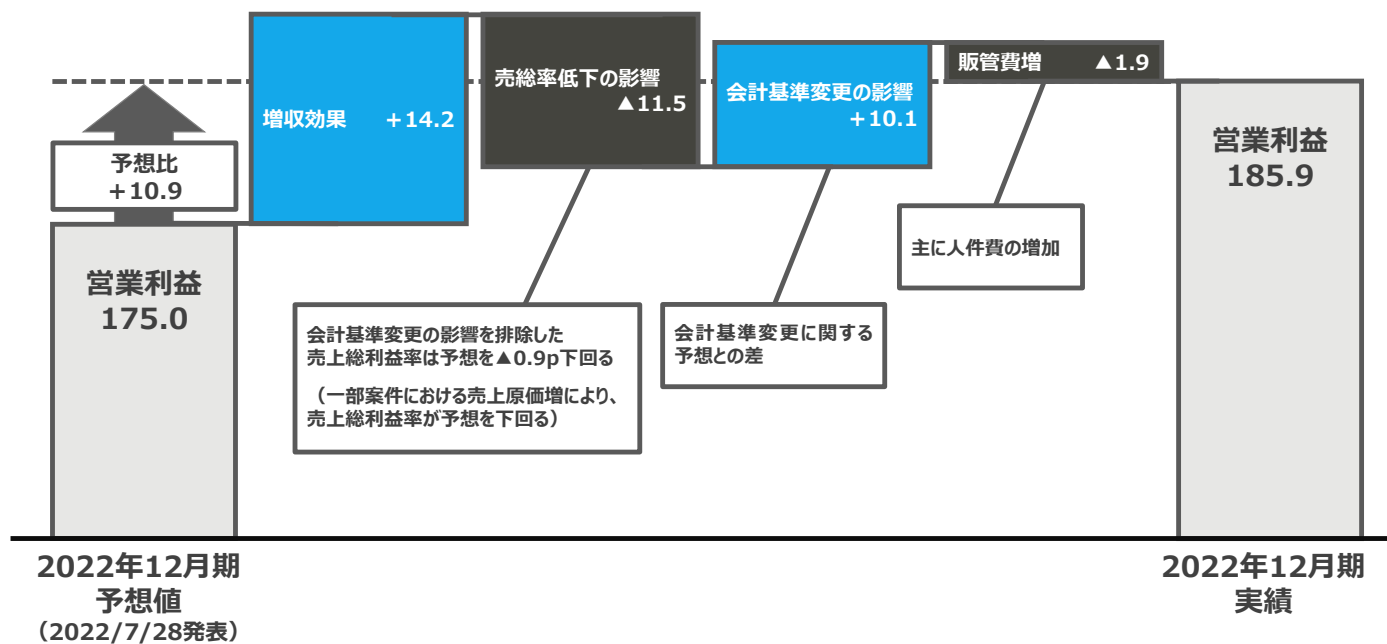 増収効果 +14.2
売総率低下の影響
▲11.5
会計基準変更の影響
+10.1
販管費増 ▲1.9
予想比
+10.9
営業利益
175.0
営業利益
185.9
会計基準変更の影響を排除した
売上総利益率は予想を▲0.9p下回る
（一部案件における売上原価増により、
売上総利益率が予想を下回る）
会計基準変更に関する
予想との差
主に人件費の増加
2022年12月期
予想値
（2022/7/28発表）
2022年12月期
実績